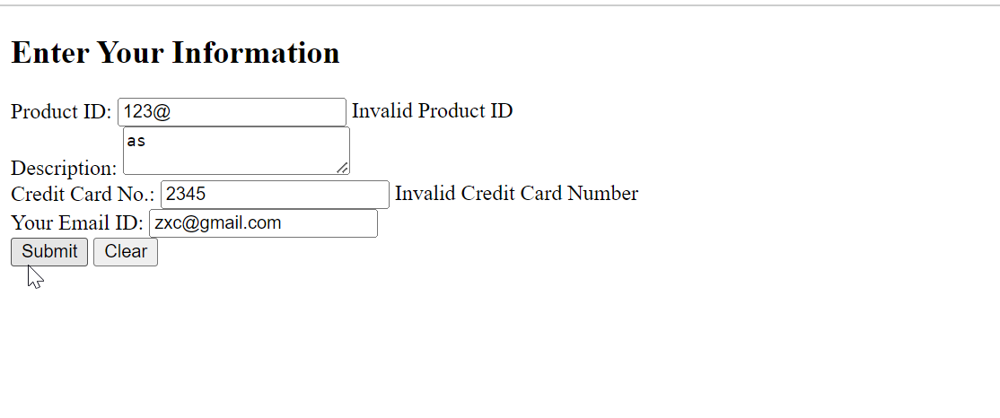 Enter Your Information
Product ID: 123@ Invalid Product ID
as
Description:
Credit Card No.: 2345 Invalid Credit Card Number
Your Email ID: zxc@gmail.com
Submit Clear